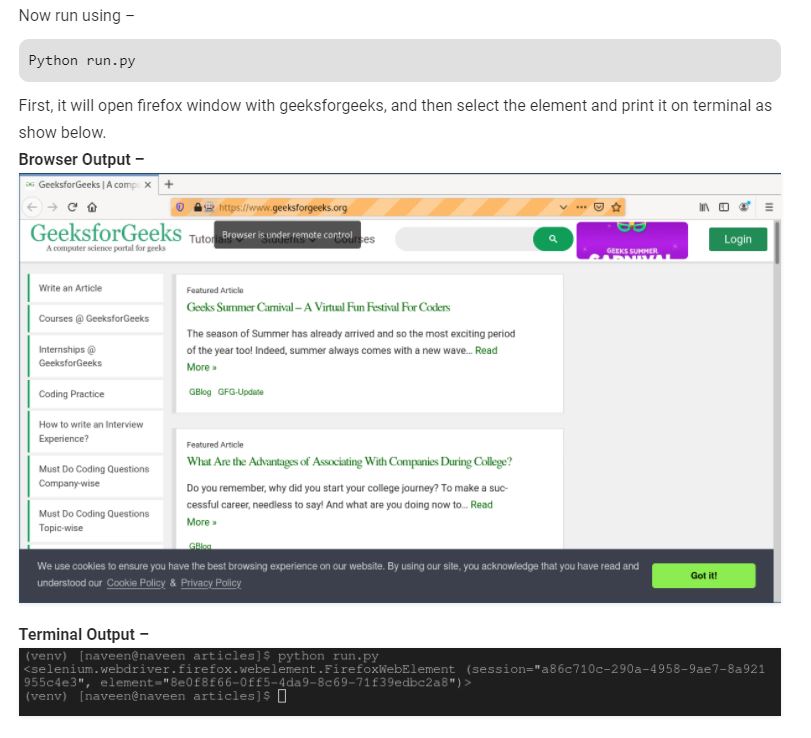 Now run using –
Python run.py
First, it will open firefox window with geeksforgeeks, and then select the element and print it on terminal as
show below.
Browser Output –
GeeksforGeeks | A comp
https://www.geeksforgeeks.org
GeeksforGeeks
A computer science portal for geeks
Tutorials Students Courses
Browser is under remote control
GEEKS SUMMER
CARNIVAL
Login
Write an Article
Courses @ GeeksforGeeks
Internships @
GeeksforGeeks
Coding Practice
How to write an Interview
Experience?
Must Do Coding Questions
Company-wise
Must Do Coding Questions
Topic-wise
Featured Article
Geeks Summer Carnival – A Virtual Fun Festival For Coders
The season of Summer has already arrived and so the most exciting period
of the year too! Indeed, summer always comes with a new wave... Read
More »
GBlog GFG-Update
Featured Article
What Are the Advantages of Associating With Companies During College?
Do you remember, why did you start your college journey? To make a suc-
cessful career, needless to say! And what are you doing now to... Read
More »
GBlog
We use cookies to ensure you have the best browsing experience on our website. By using our site, you acknowledge that you have read and
understood our Cookie Policy & Privacy Policy
Got it!
Terminal Output –
(venv) [naveen@naveen articles]$ python run.py
<selenium.webdriver.firefox.webelement.FirefoxWebElement (session="a86c710c-290a-4958-9ae7-8a921
955c4e3", element="8e0f8f66-0ff5-4da9-8c69-71f39edbc2a8")>
(venv) [naveen@naveen articles]$